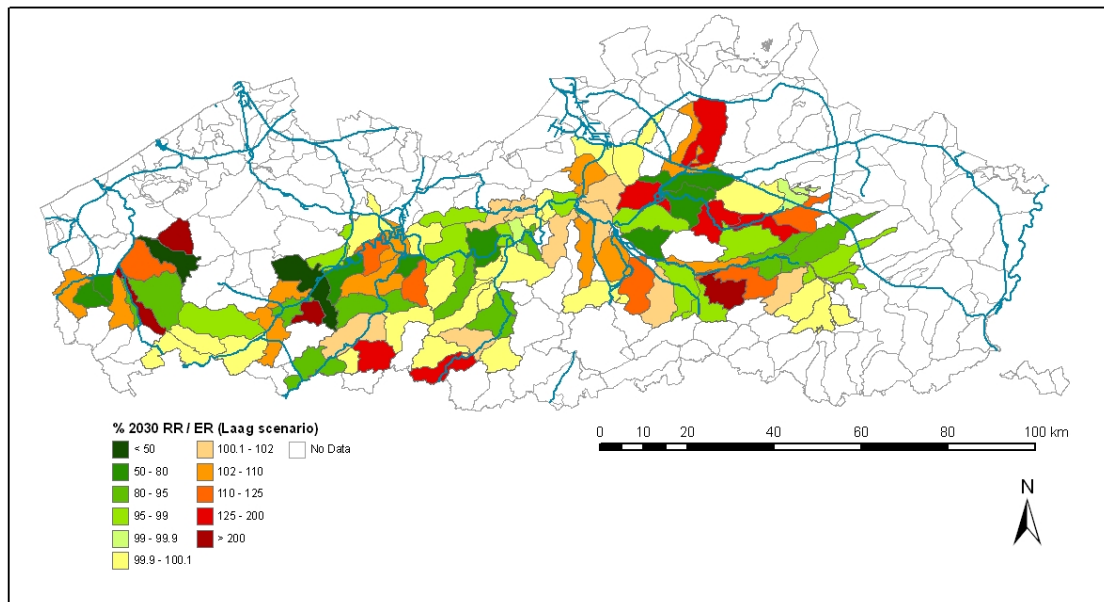 % 2030 RR / ER (Laag scenario)
< 50
50 - 80
80 - 95
95 - 99
99 - 99.9
99.9 - 100.1
100.1 - 102
102 - 110
110 - 125
125 - 200
> 200
No Data
0 10 20 40 60 80 100 km
N